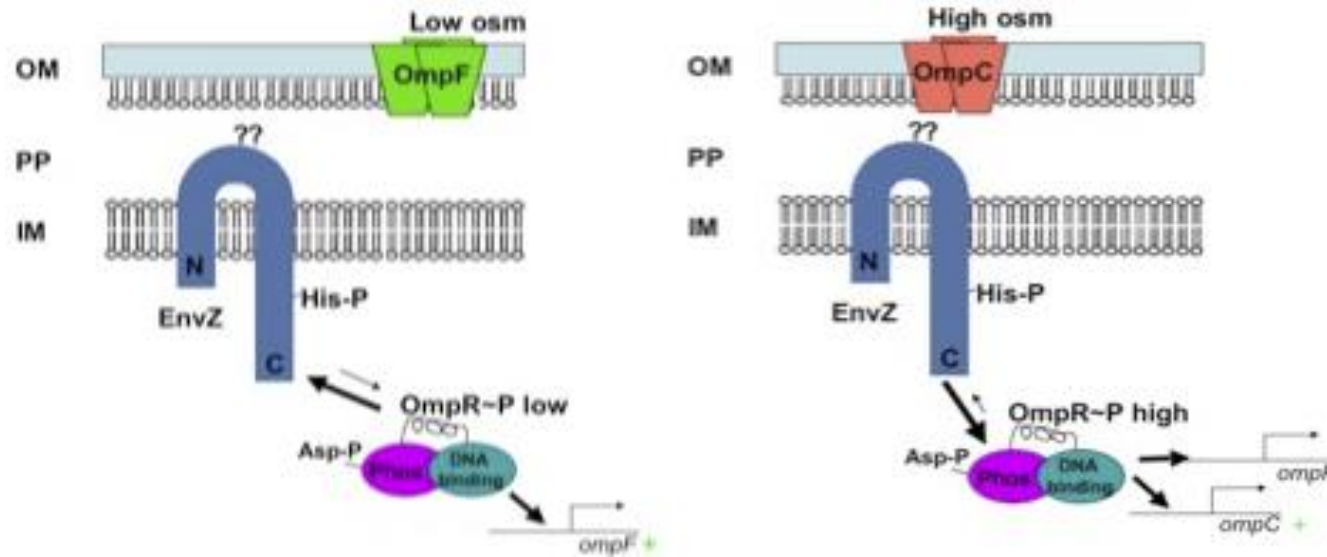 Low osm
OM
OmpF
??
PP
IM
N
EnvZ
His-P
C
OmpR~P low
Asp-P
Phos
DNA
binding
ompF +
High osm
OM
OmpC
??
PP
IM
N
EnvZ
His-P
C
OmpR~P high
Asp-P
Phos
DNA
binding
ompC +